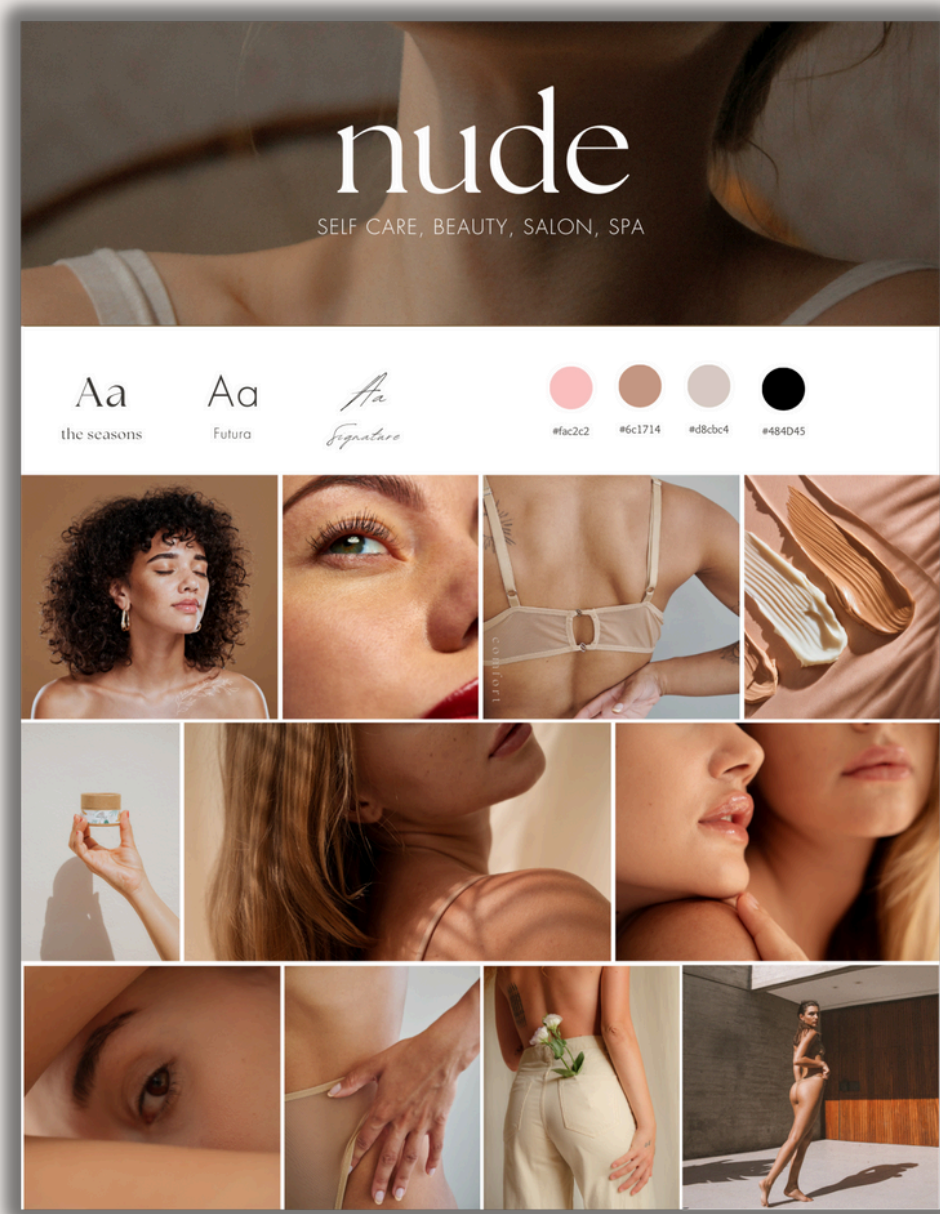 nude
SELF CARE, BEAUTY, SALON, SPA
Aa Aa Aa
the seasons Futura Signature
#fac2c2 #6c1714 #d8cbc4 #484D45
comfort